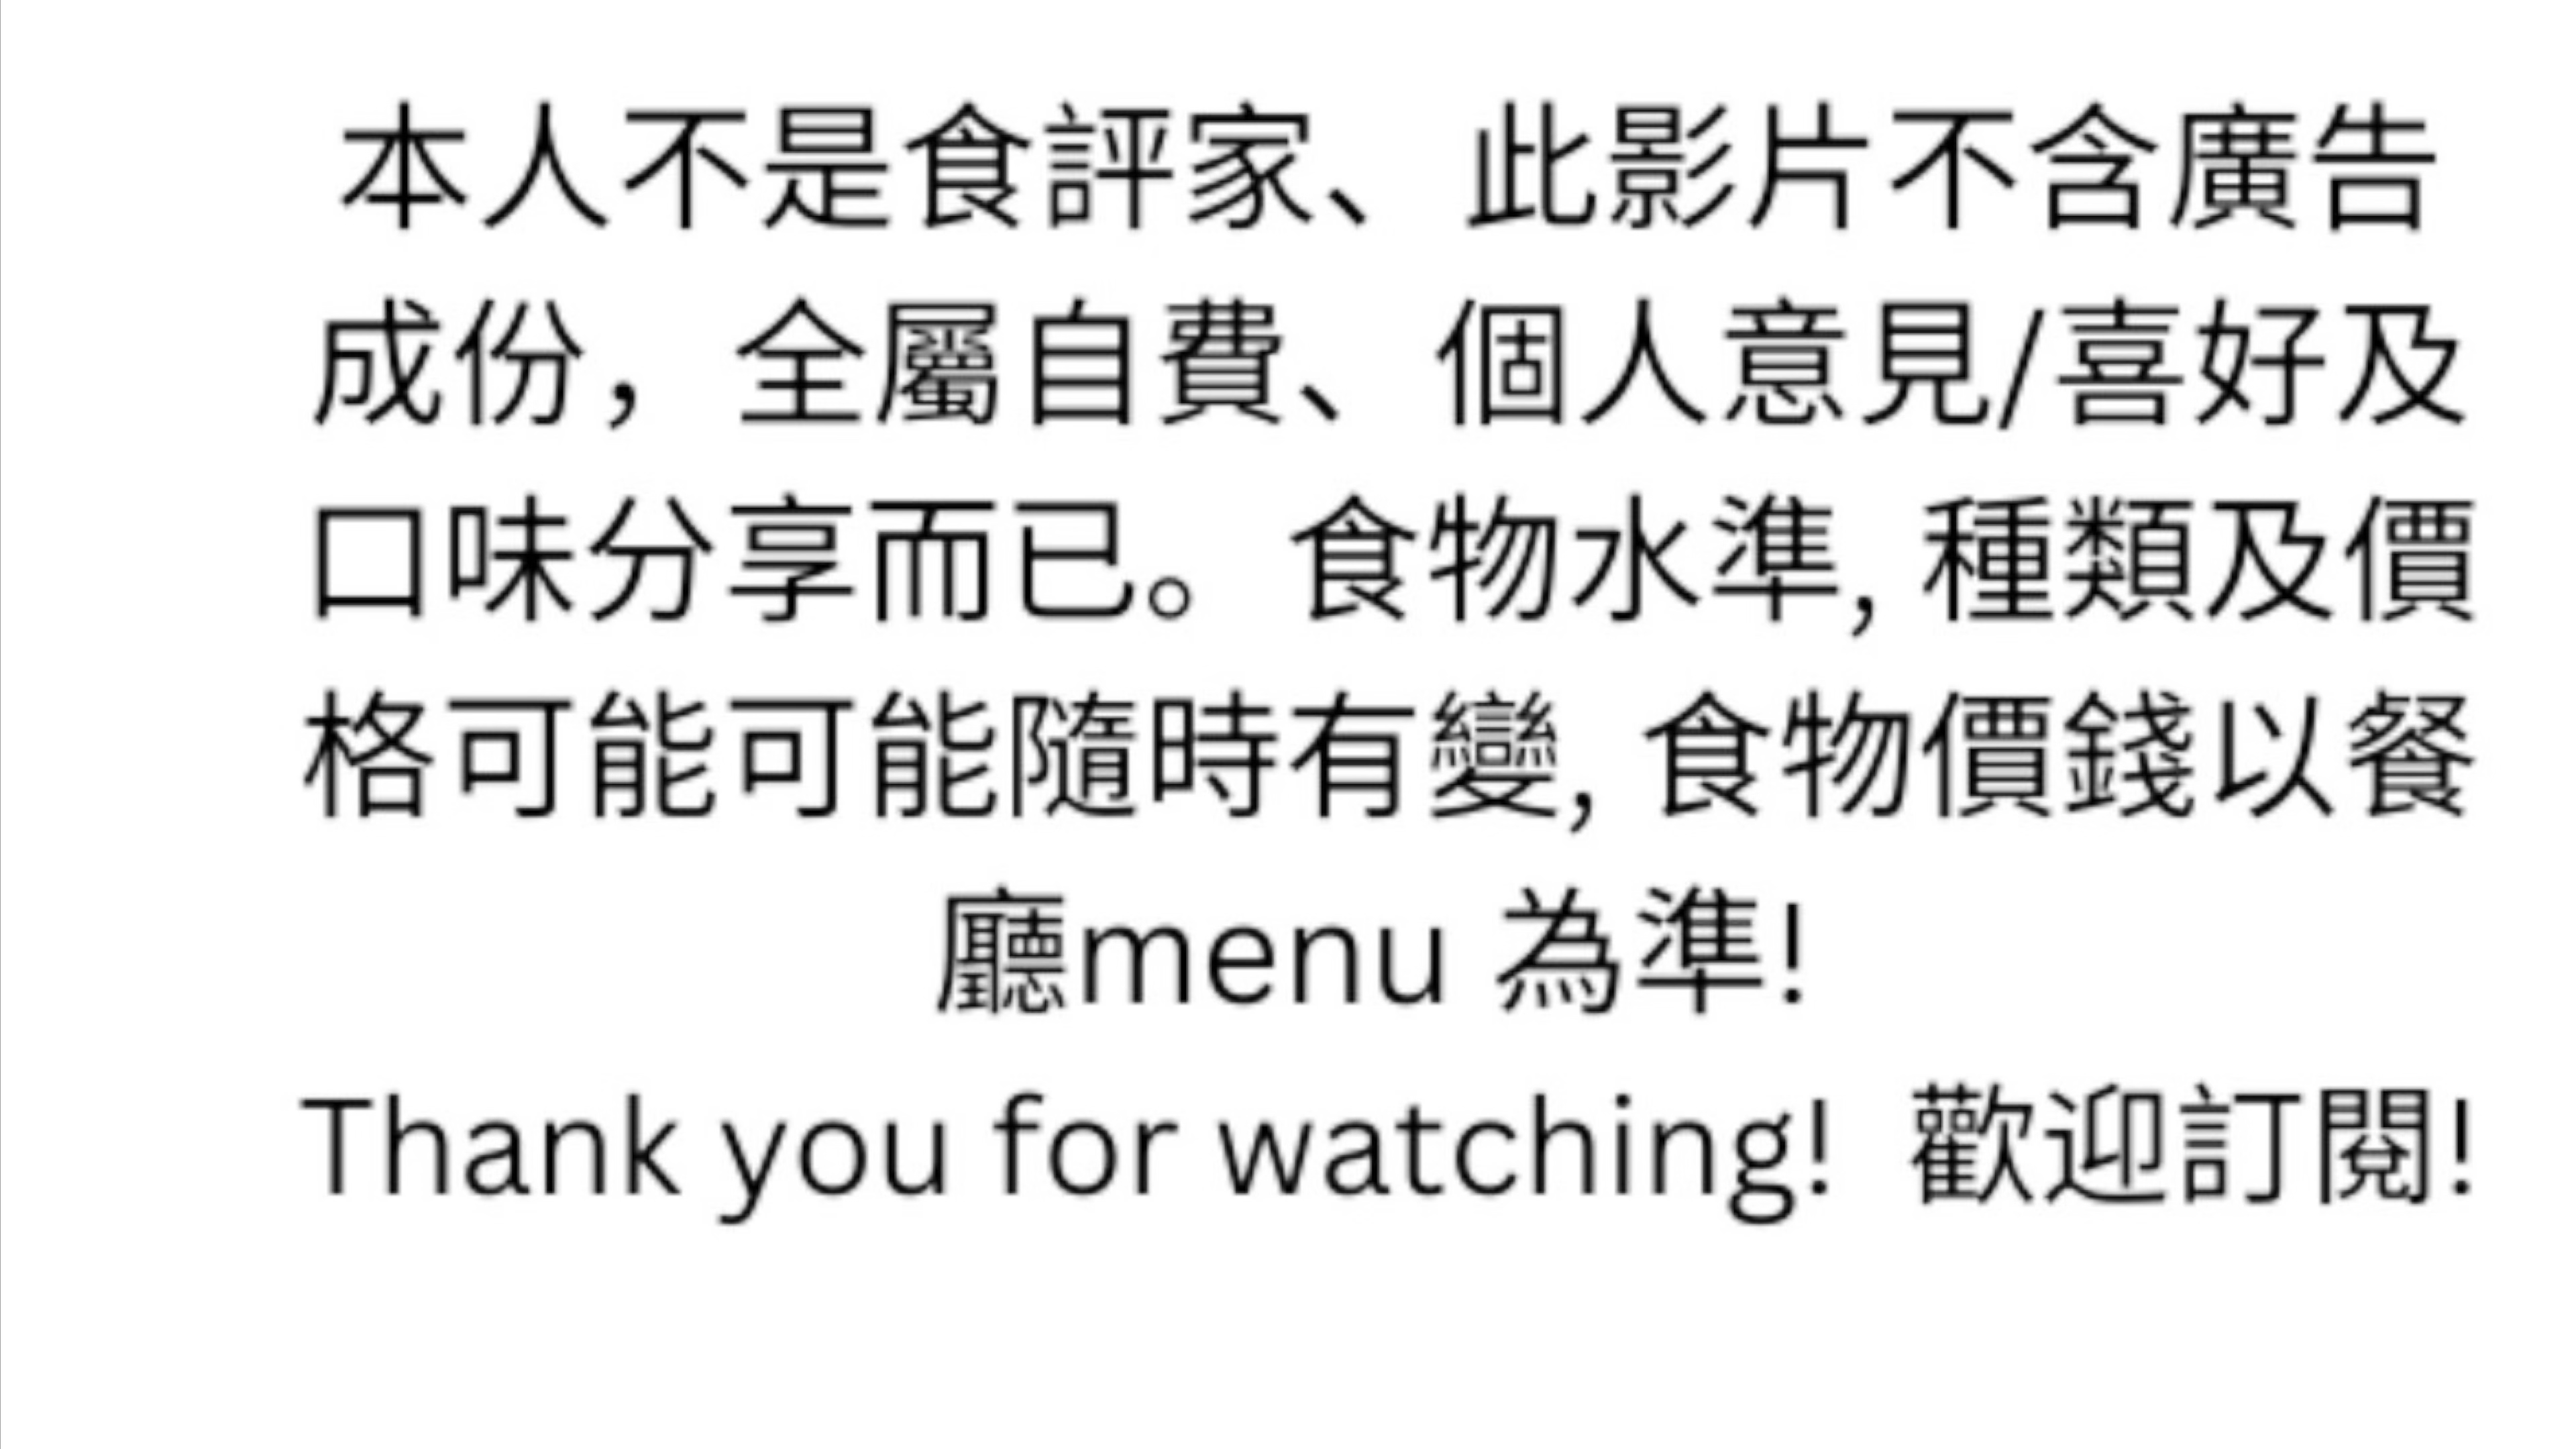 本人不是食評家、此影片不含廣告
成份，全屬自費、個人意見/喜好及
口味分享而已。食物水準, 種類及價
格可能可能隨時有變, 食物價錢以餐
廳menu 為準!
Thank you for watching! 歡迎訂閱!